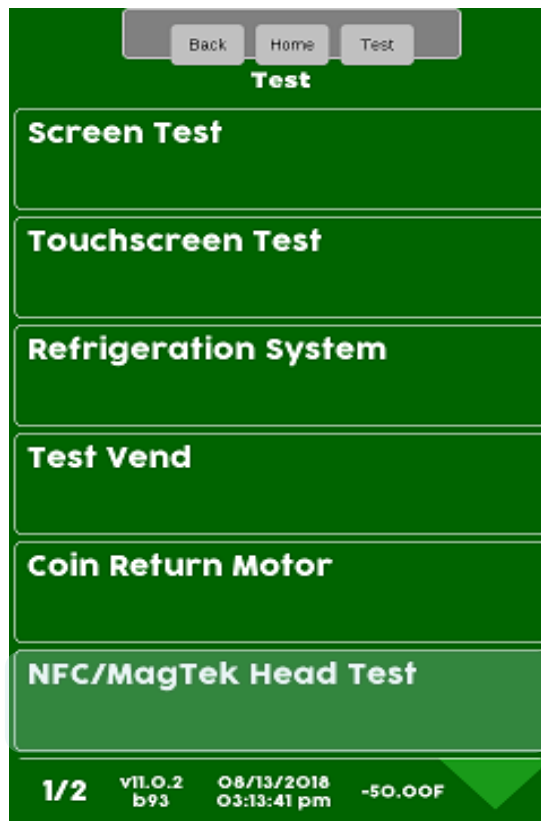 Back Home Test
Test
Screen Test
Touchscreen Test
Refrigeration System
Test Vend
Coin Return Motor
NFC/MagTek Head Test
1/2 v11.0.2 08/13/2018 -50.00F
b93 03:13:41 pm